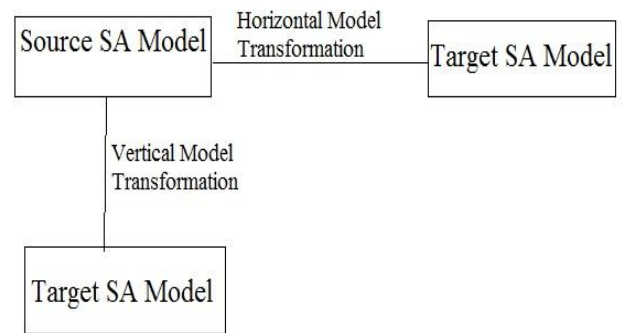 Source SA Model
Horizontal Model
Transformation
Target SA Model
Vertical Model
Transformation
Target SA Model